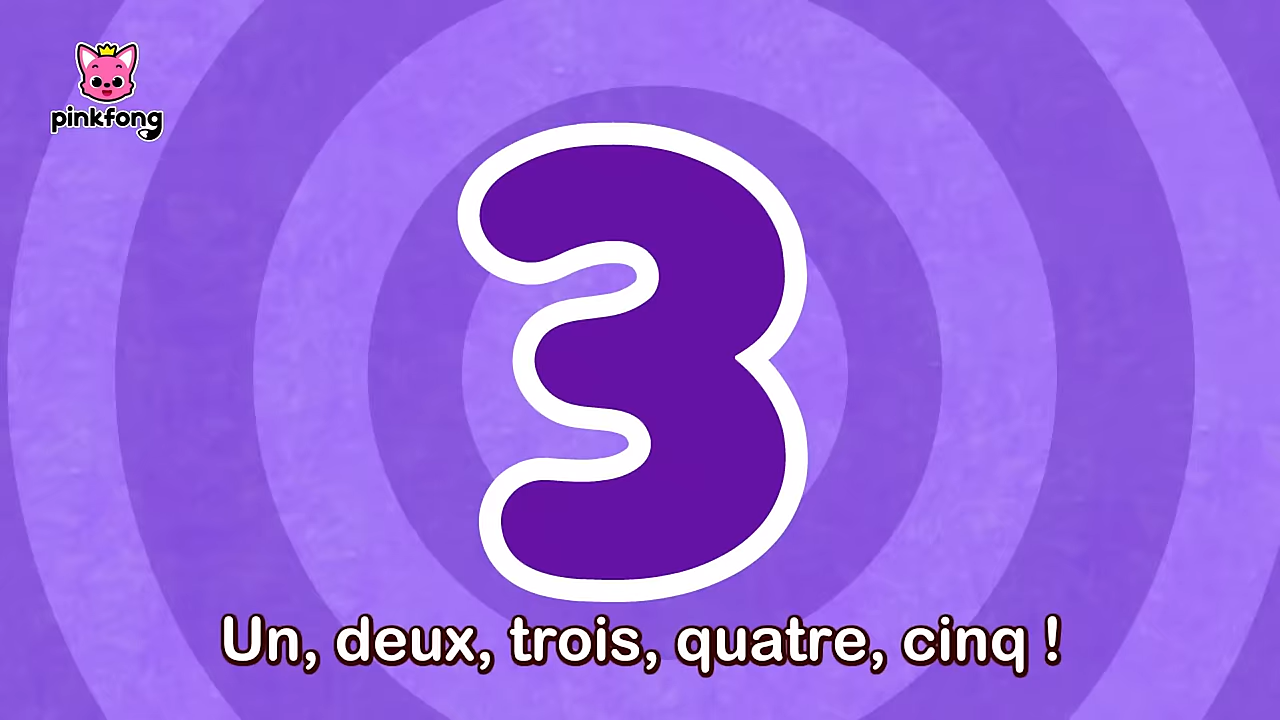 pinkfong
3
Un, deux, trois, quatre, cinq !